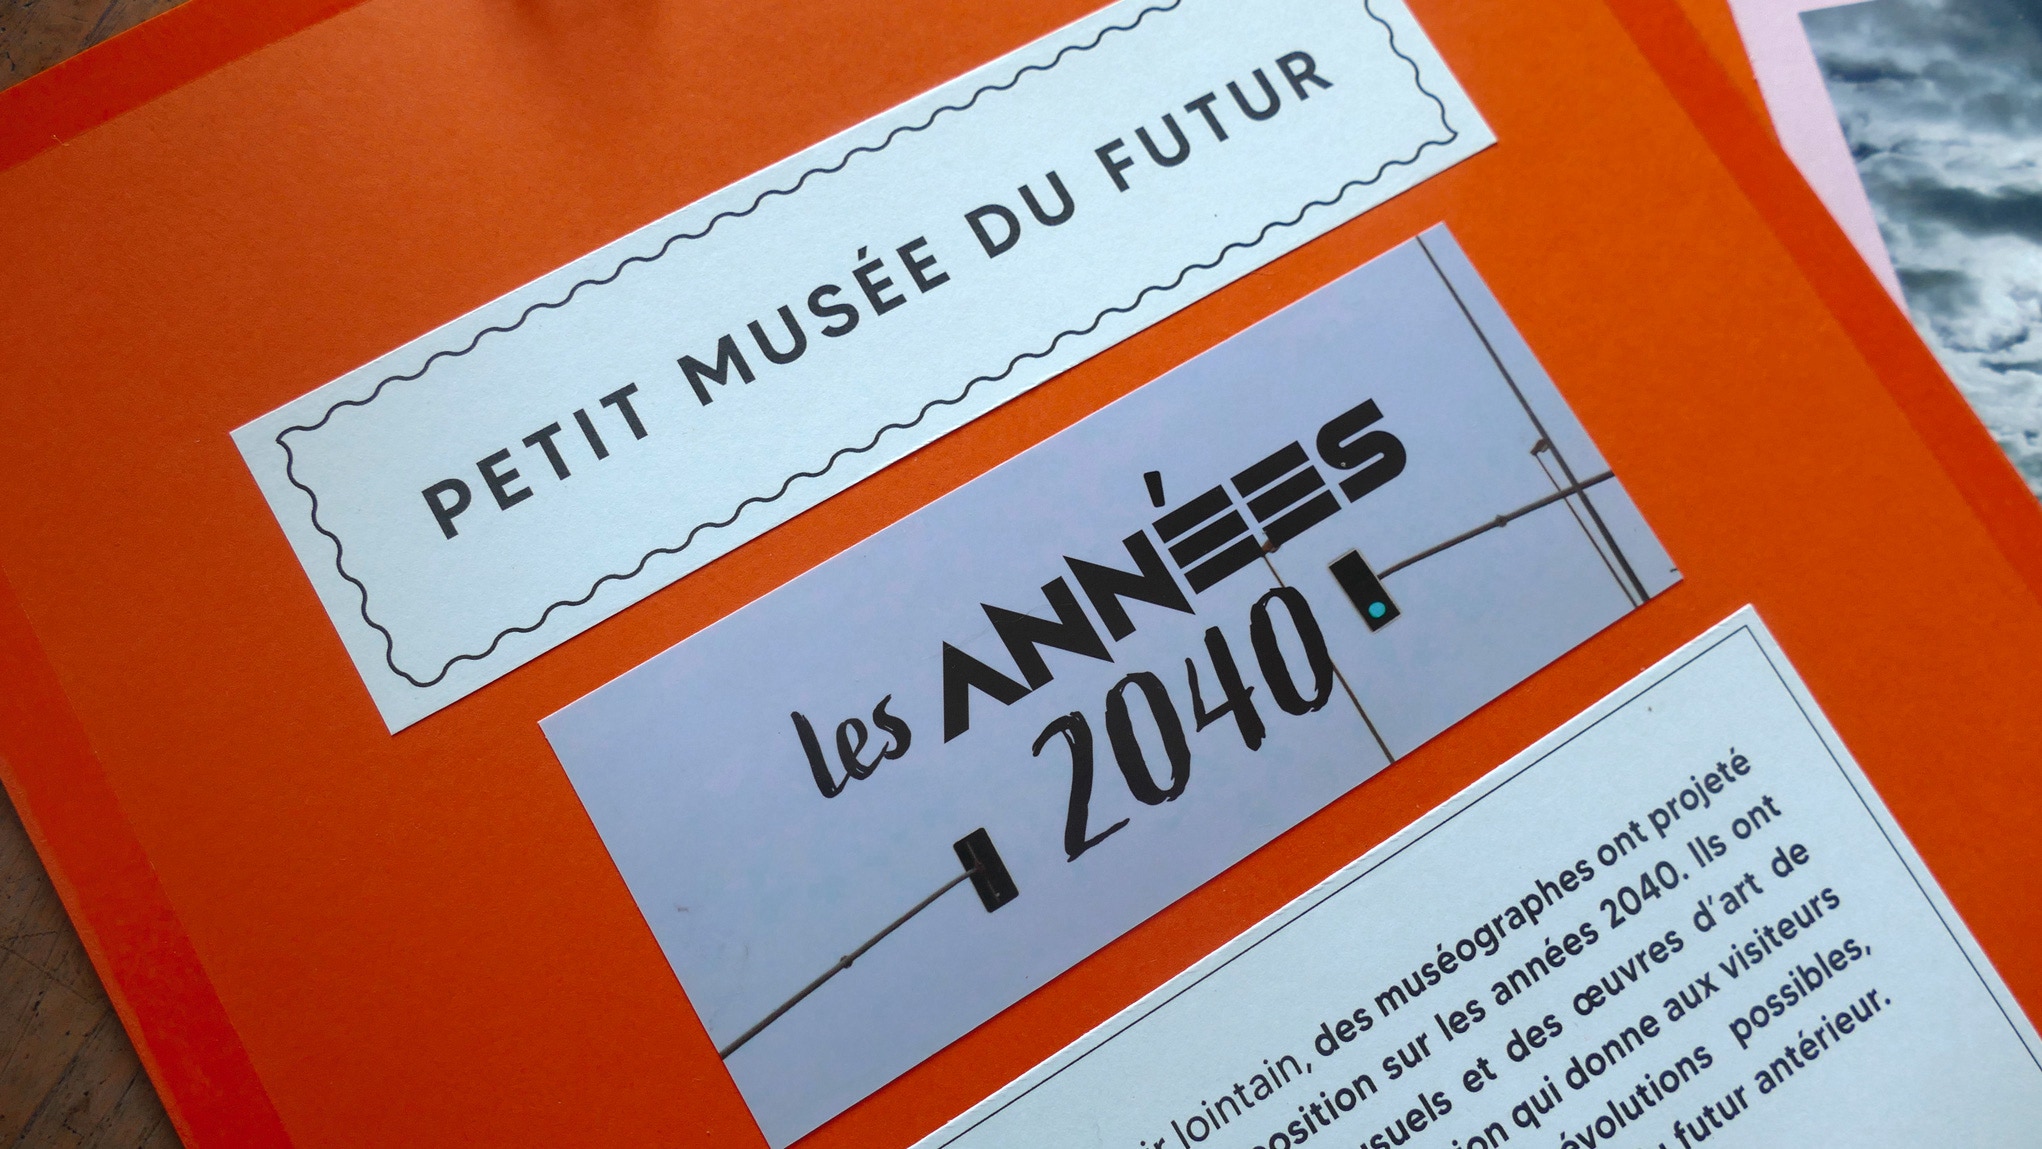 PETIT MUSÉE DU FUTUR
les ANNÉES
2040
lointain, des muséographes ont projeté
sur les années 2040. Ils ont
et des œuvres d'art de
qui donne aux visiteurs
possibles,
futur antérieur.